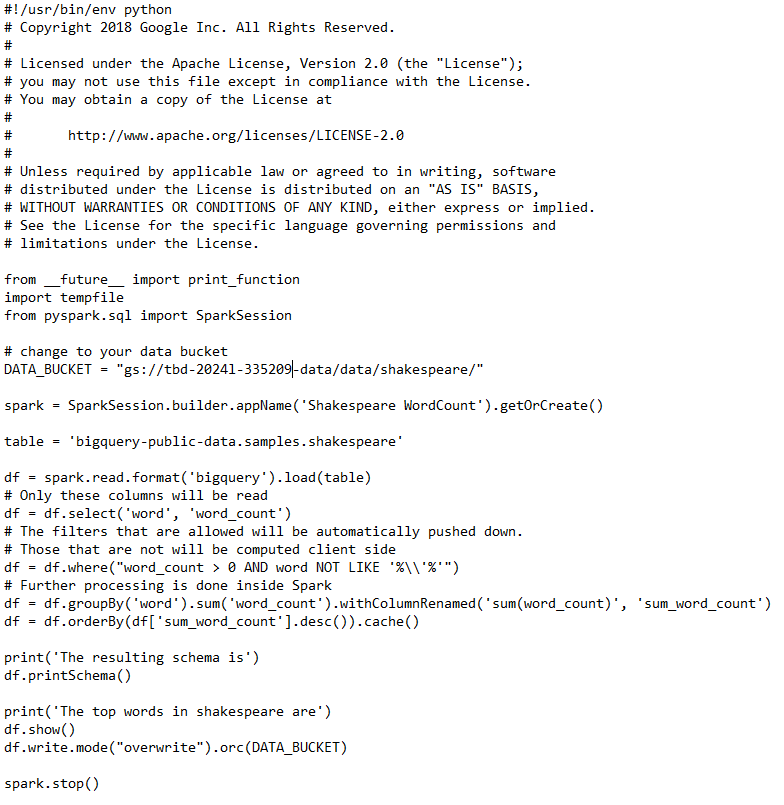 #!/usr/bin/env python
# Copyright 2018 Google Inc. All Rights Reserved.
#
# Licensed under the Apache License, Version 2.0 (the "License");
# you may not use this file except in compliance with the License.
# You may obtain a copy of the License at
#
#       http://www.apache.org/licenses/LICENSE-2.0
#
# Unless required by applicable law or agreed to in writing, software
# distributed under the License is distributed on an "AS IS" BASIS,
# WITHOUT WARRANTIES OR CONDITIONS OF ANY KIND, either express or implied.
# See the License for the specific language governing permissions and
# limitations under the License.

from __future__ import print_function
import tempfile
from pyspark.sql import SparkSession

# change to your data bucket
DATA_BUCKET = "gs://tbd-2024l-335209-data/data/shakespeare/"

spark = SparkSession.builder.appName('Shakespeare WordCount').getOrCreate()

table = 'bigquery-public-data.samples.shakespeare'

df = spark.read.format('bigquery').load(table)
# Only these columns will be read
df = df.select('word', 'word_count')
# The filters that are allowed will be automatically pushed down.
# Those that are not will be computed client side
df = df.where("word_count > 0 AND word NOT LIKE '%\\'%'")
# Further processing is done inside Spark
df = df.groupBy('word').sum('word_count').withColumnRenamed('sum(word_count)', 'sum_word_count')
df = df.orderBy(df['sum_word_count'].desc()).cache()

print('The resulting schema is')
df.printSchema()

print('The top words in shakespeare are')
df.show()
df.write.mode("overwrite").orc(DATA_BUCKET)

spark.stop()